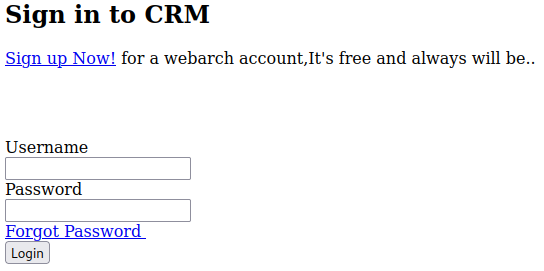 Sign in to CRM
Sign up Now! for a webarch account,It's free and always will be..
Username
Password
Forgot Password
Login